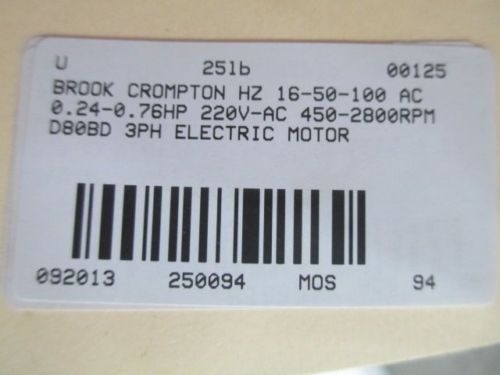 U 25lb 00125
BROOK CROMPTON HZ 16-50-100 AC
0.24-0.76HP 220V-AC 450-2800RPM
D80BD 3PH ELECTRIC MOTOR
092013 250094 MOS 94